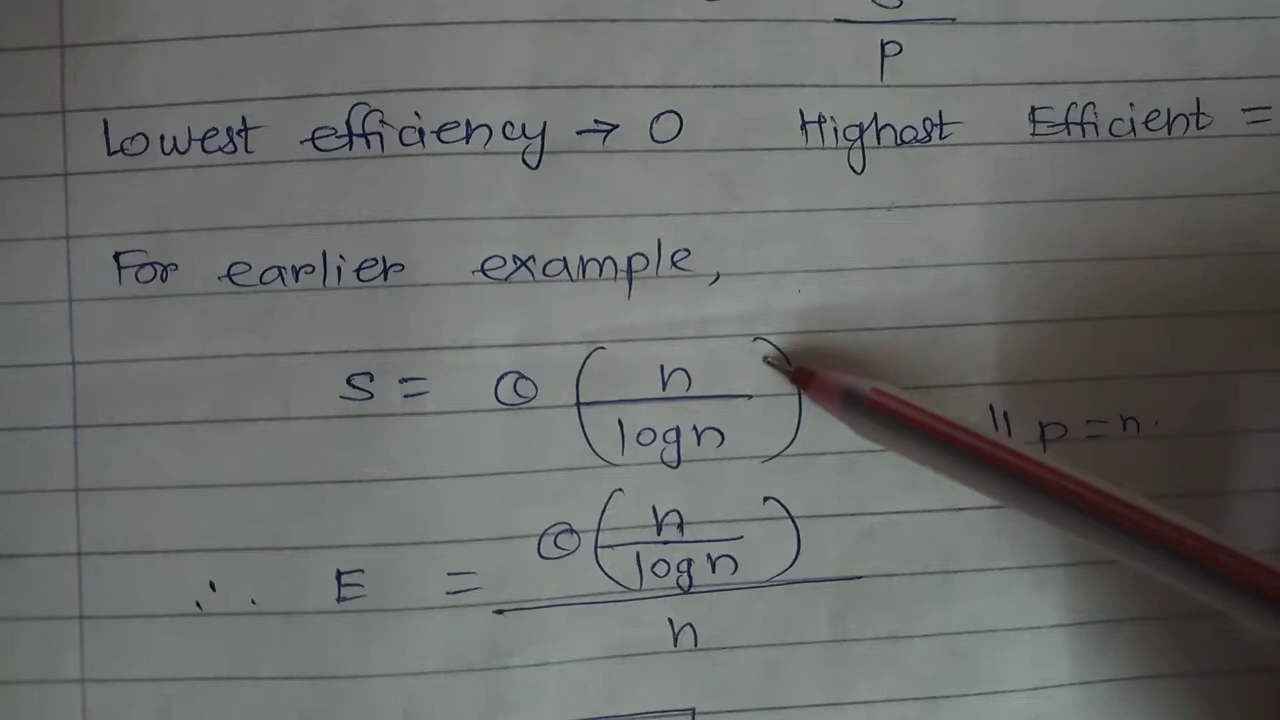 p
Lowest efficiency → 0 Highest Efficient =
For earlier example,
S = Θ ( n / log n ) \\ p = n.
∴ E = Θ ( n / log n ) / n